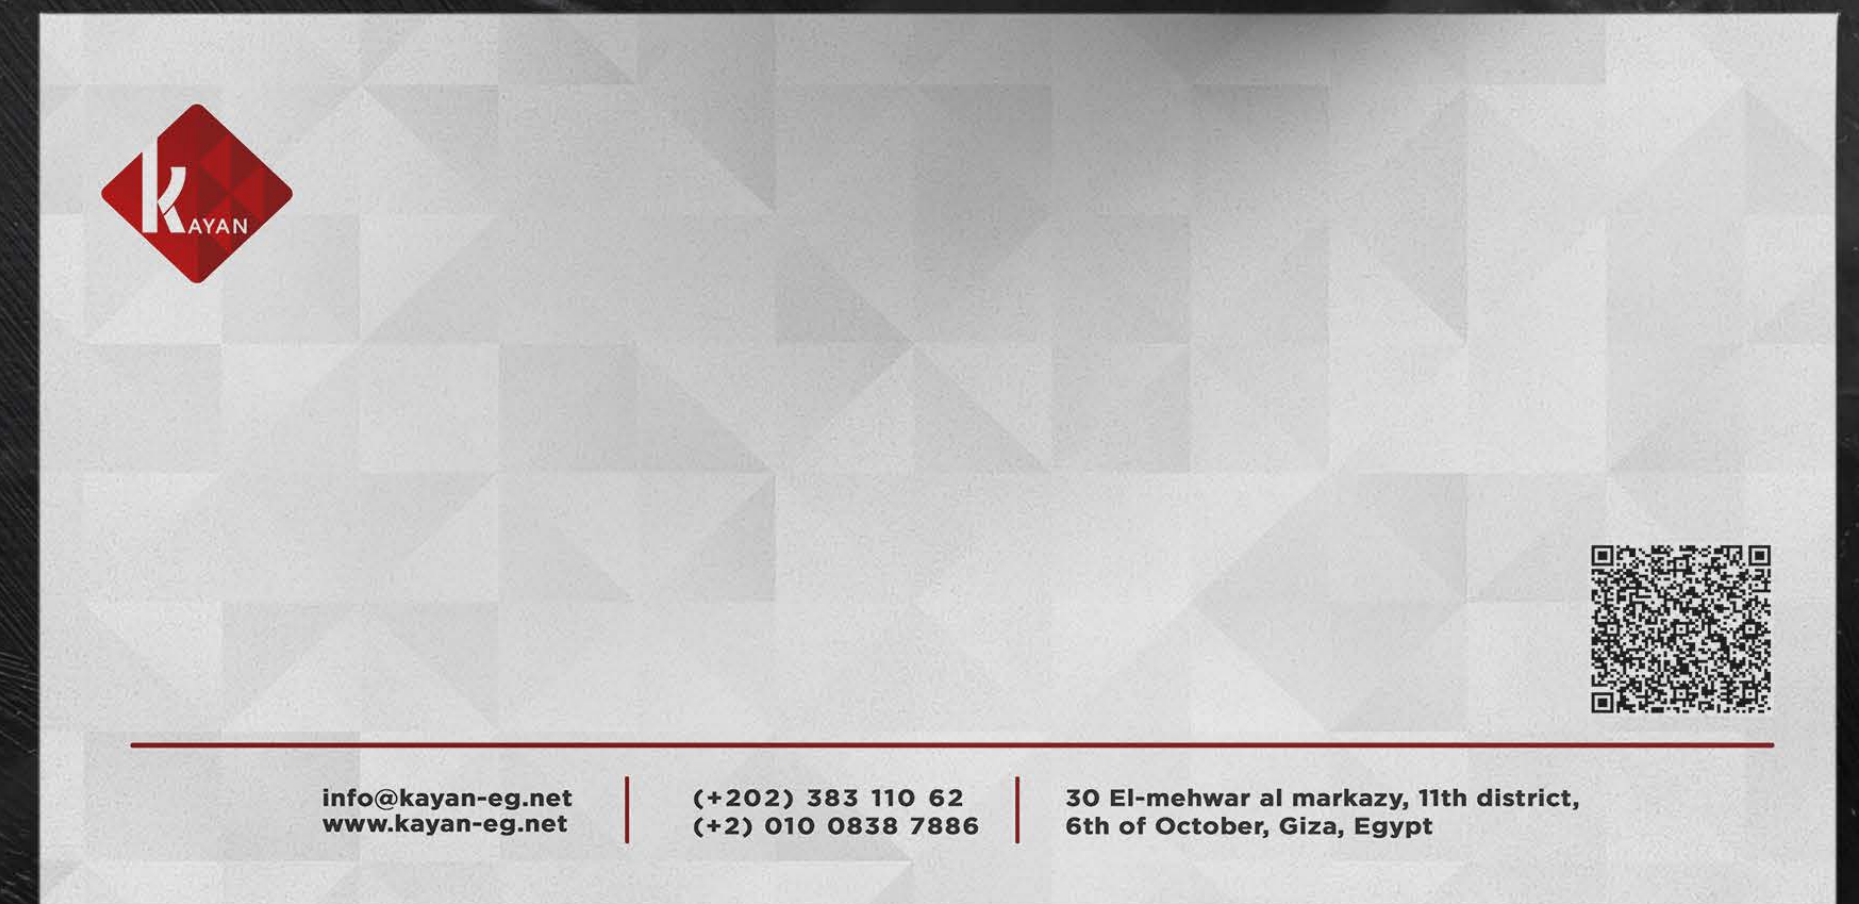 KAYAN
info@kayan-eg.net
www.kayan-eg.net
(+202) 383 110 62
(+2) 010 0838 7886
30 El-mehwar al markazy, 11th district,
6th of October, Giza, Egypt